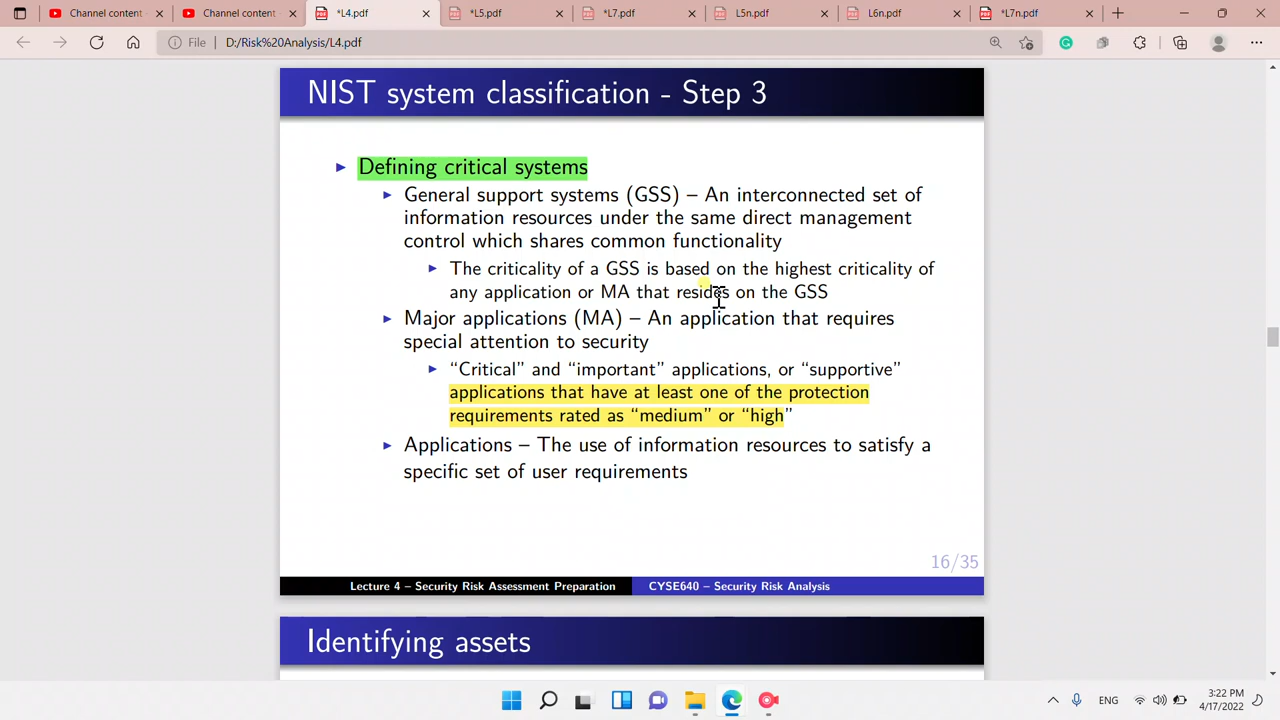 Channel content
Channel content
*L4.pdf
*L5.pdf
*L7.pdf
L5n.pdf
L6n.pdf
*L7n.pdf
File
D:/Risk%20Analysis/L4.pdf
NIST system classification - Step 3
Defining critical systems
General support systems (GSS) – An interconnected set of
information resources under the same direct management
control which shares common functionality
The criticality of a GSS is based on the highest criticality of
any application or MA that resides on the GSS
Major applications (MA) – An application that requires
special attention to security
“Critical” and “important” applications, or “supportive”
applications that have at least one of the protection
requirements rated as “medium” or “high”
Applications – The use of information resources to satisfy a
specific set of user requirements
16/35
Lecture 4 – Security Risk Assessment Preparation
CYSE640 – Security Risk Analysis
Identifying assets
ENG
3:22 PM
4/17/2022